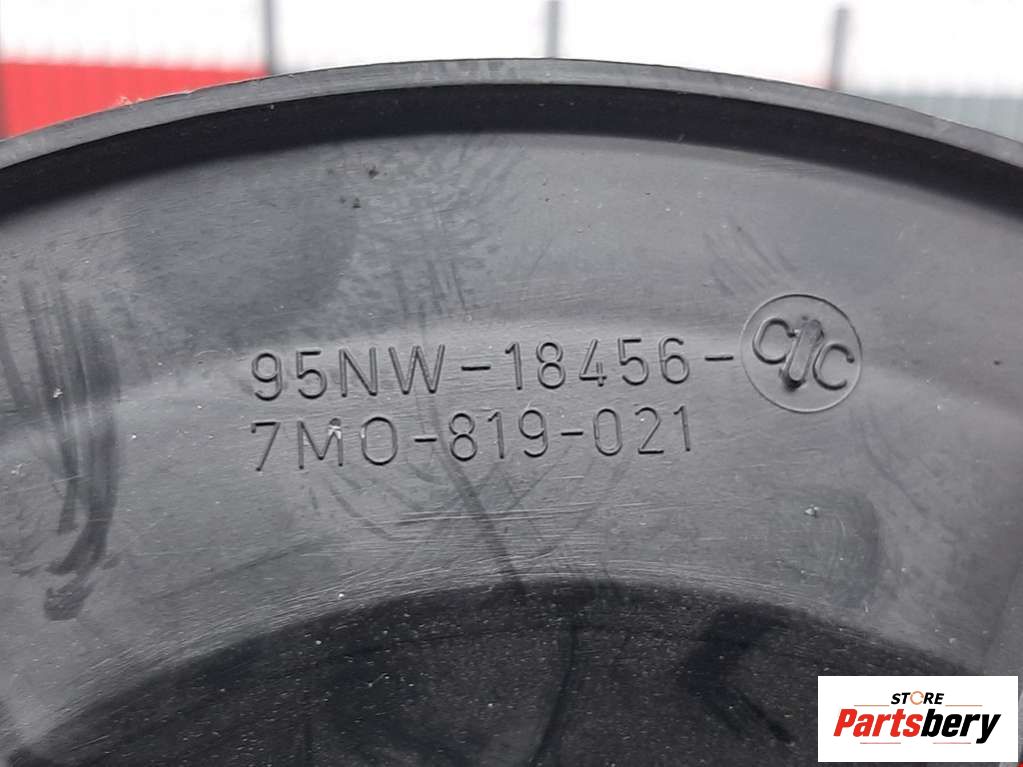 95NW-18456-
7M0-819-021
STORE
Partsbery